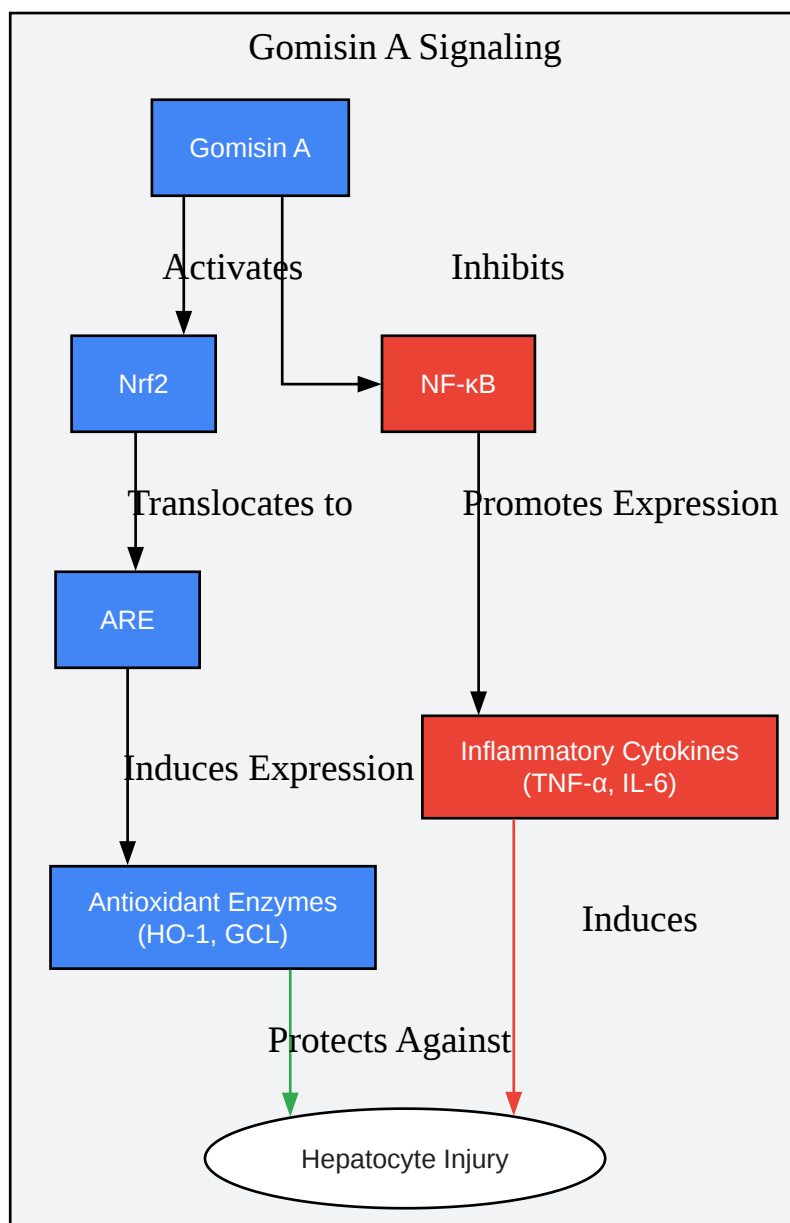 Gomisin A Signaling
Gomisin A
Activates
Inhibits
Nrf2
NF-κB
Translocates to
Promotes Expression
ARE
Induces Expression
Inflammatory Cytokines
(TNF-α, IL-6)
Antioxidant Enzymes
(HO-1, GCL)
Induces
Protects Against
Hepatocyte Injury